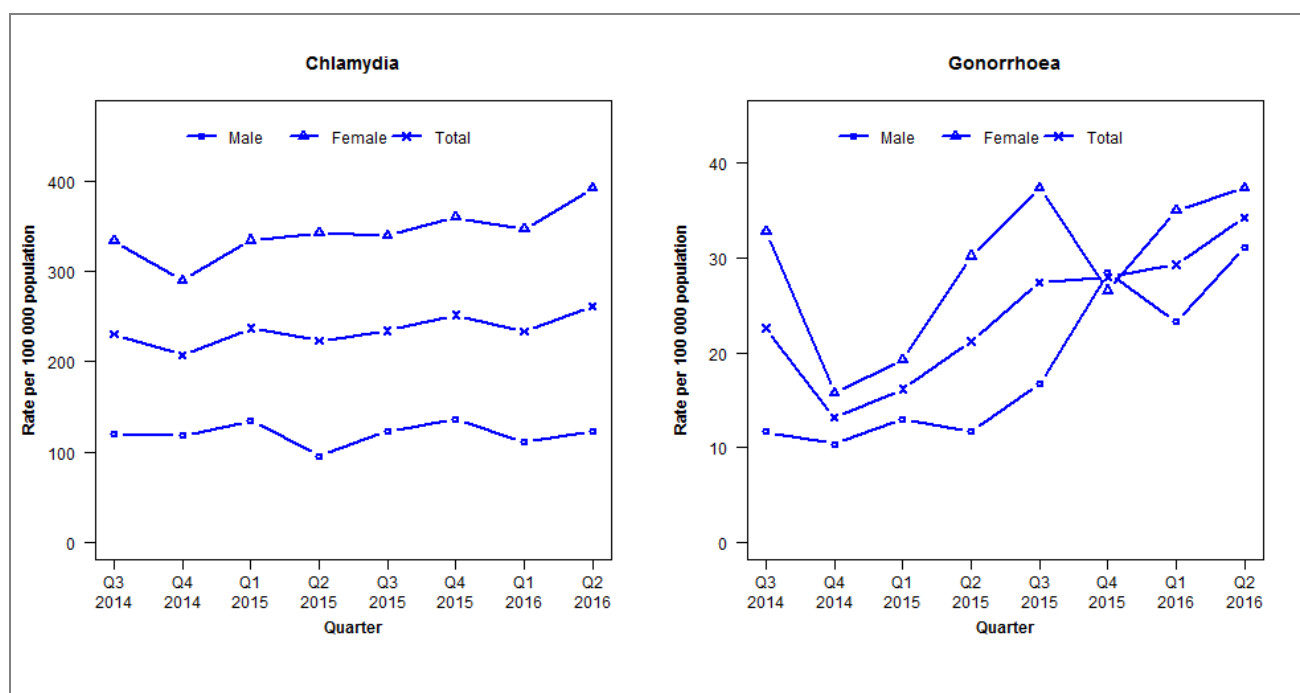 Chlamydia
Male Female Total
Rate per 100 000 population
400
300
200
100
0
Q3 Q4 Q1 Q2 Q3 Q4 Q1 Q2
2014 2014 2015 2015 2015 2015 2016 2016
Quarter
Gonorrhoea
Male Female Total
Rate per 100 000 population
40
30
20
10
0
Q3 Q4 Q1 Q2 Q3 Q4 Q1 Q2
2014 2014 2015 2015 2015 2015 2016 2016
Quarter